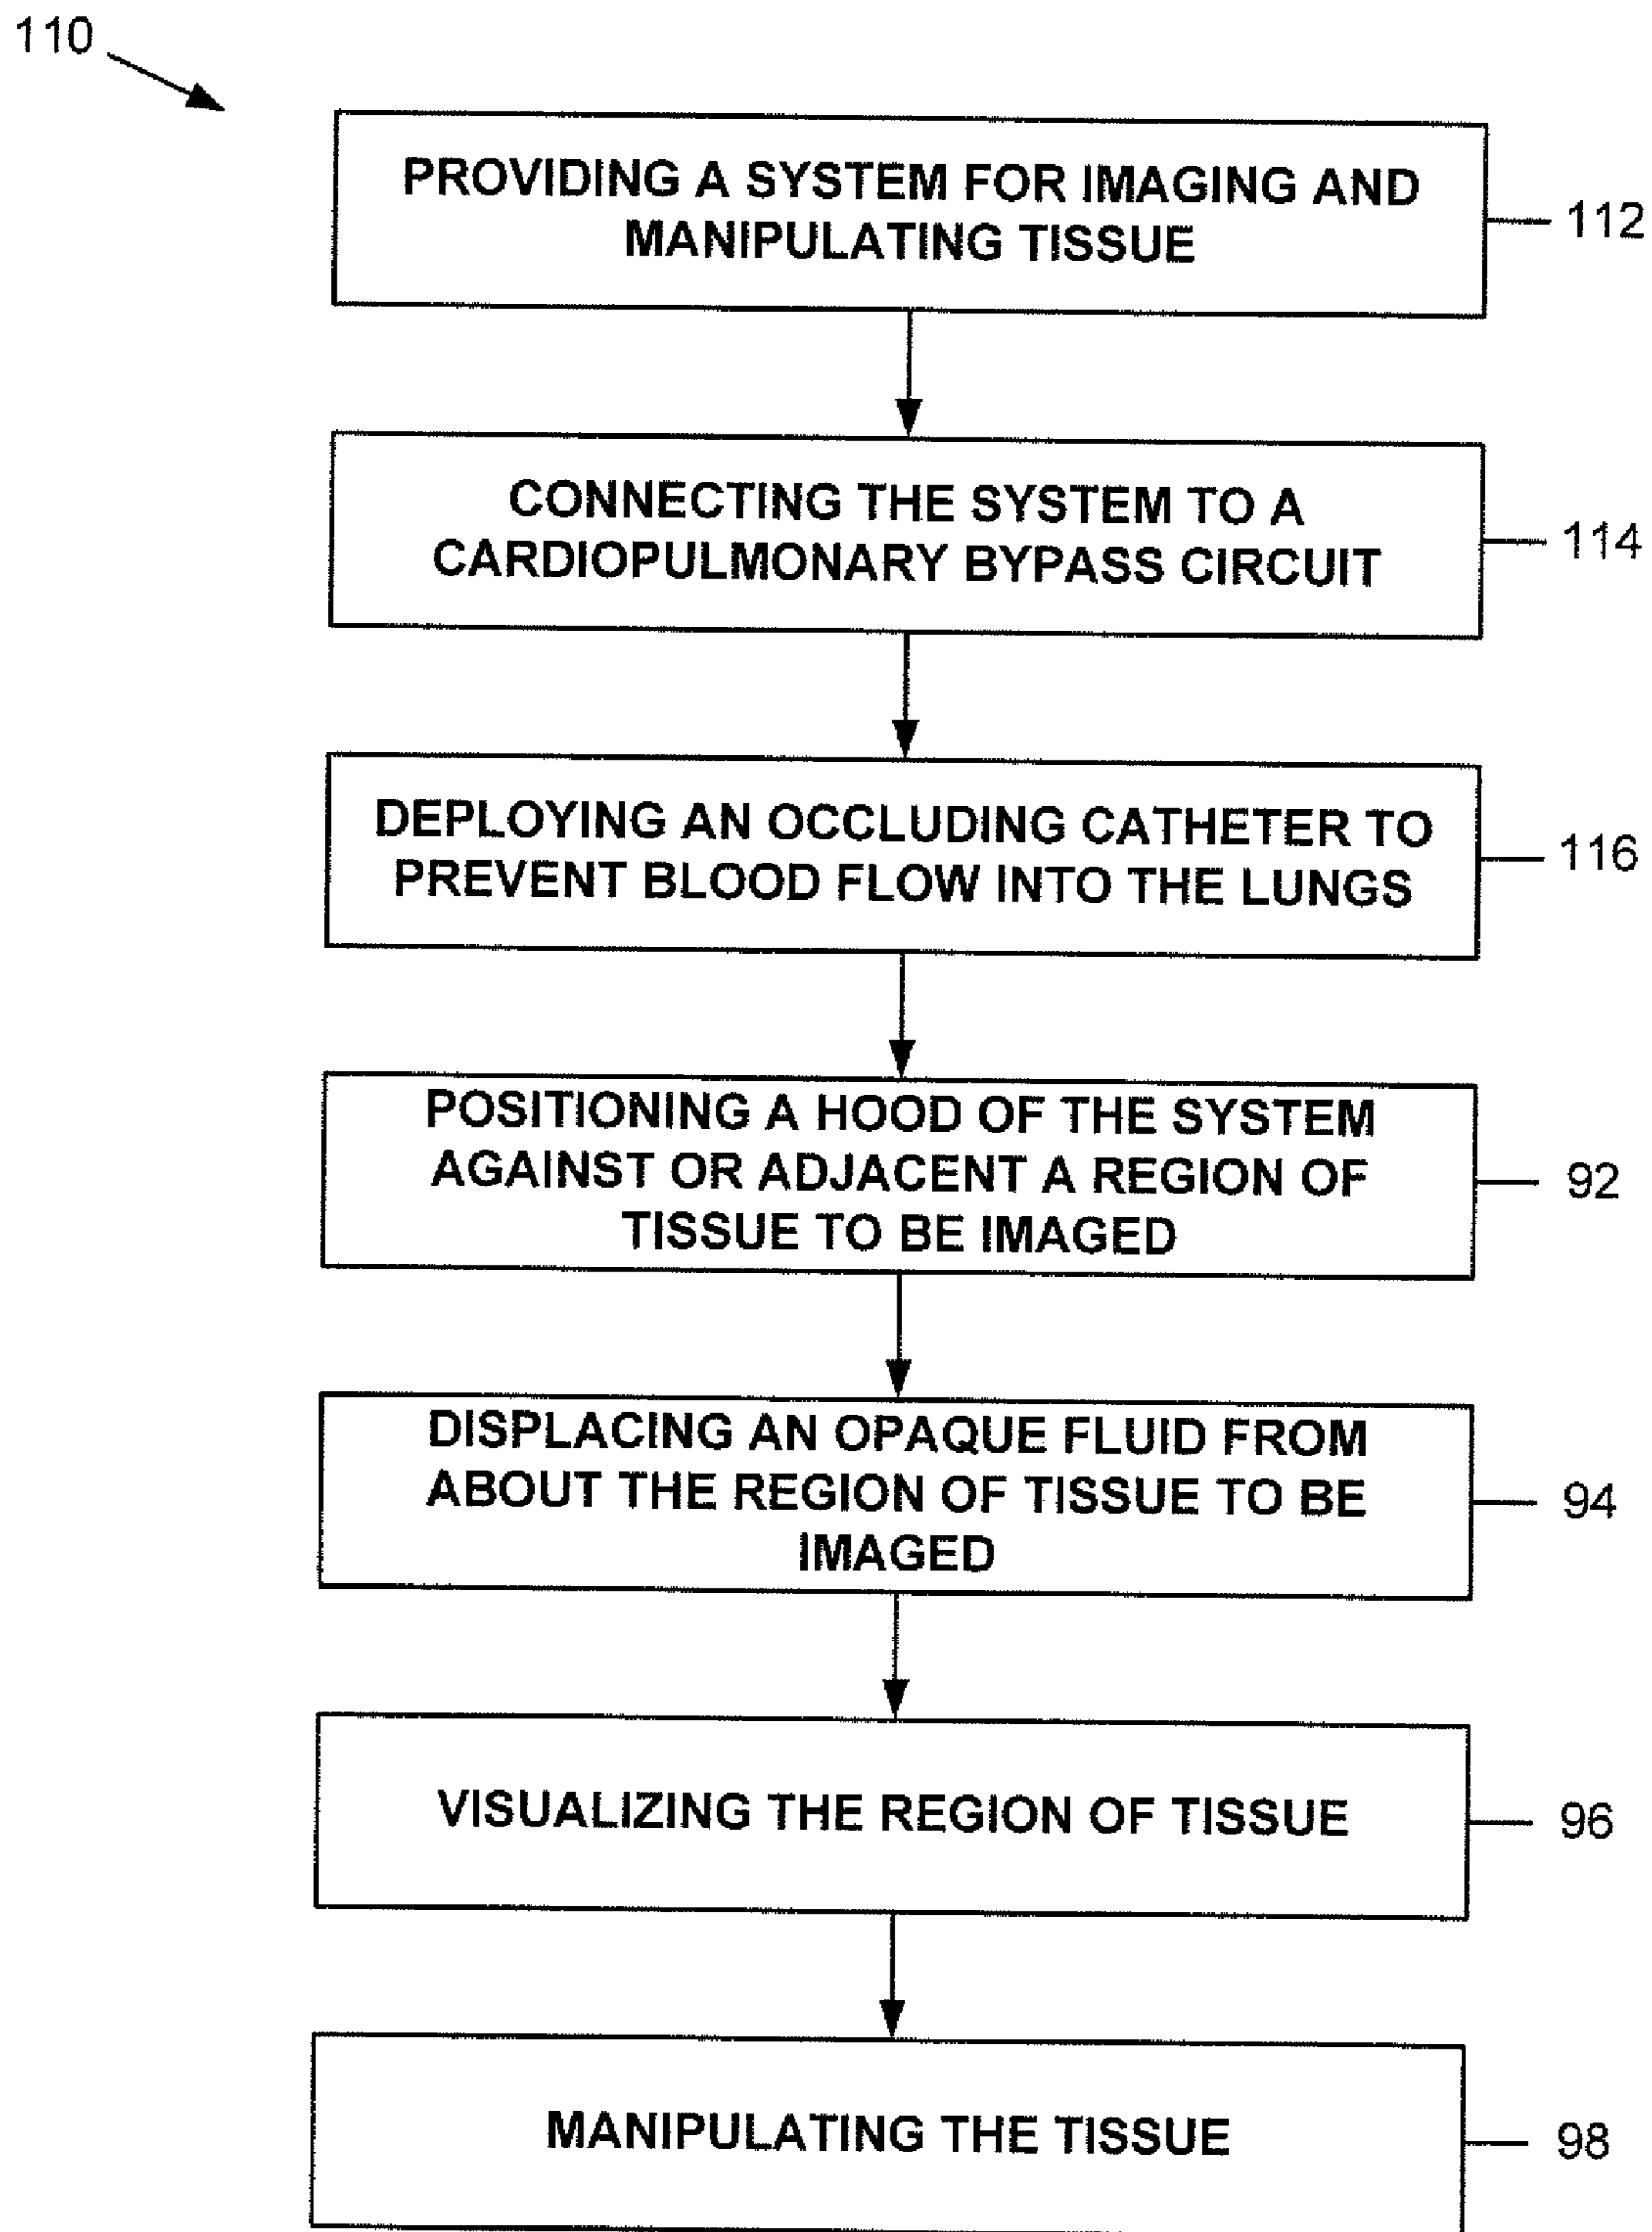 110
PROVIDING A SYSTEM FOR IMAGING AND
MANIPULATING TISSUE
112
CONNECTING THE SYSTEM TO A
CARDIOPULMONARY BYPASS CIRCUIT
114
DEPLOYING AN OCCLUDING CATHETER TO
PREVENT BLOOD FLOW INTO THE LUNGS
116
POSITIONING A HOOD OF THE SYSTEM
AGAINST OR ADJACENT A REGION OF
TISSUE TO BE IMAGED
92
DISPLACING AN OPAQUE FLUID FROM
ABOUT THE REGION OF TISSUE TO BE
IMAGED
94
VISUALIZING THE REGION OF TISSUE
96
MANIPULATING THE TISSUE
98